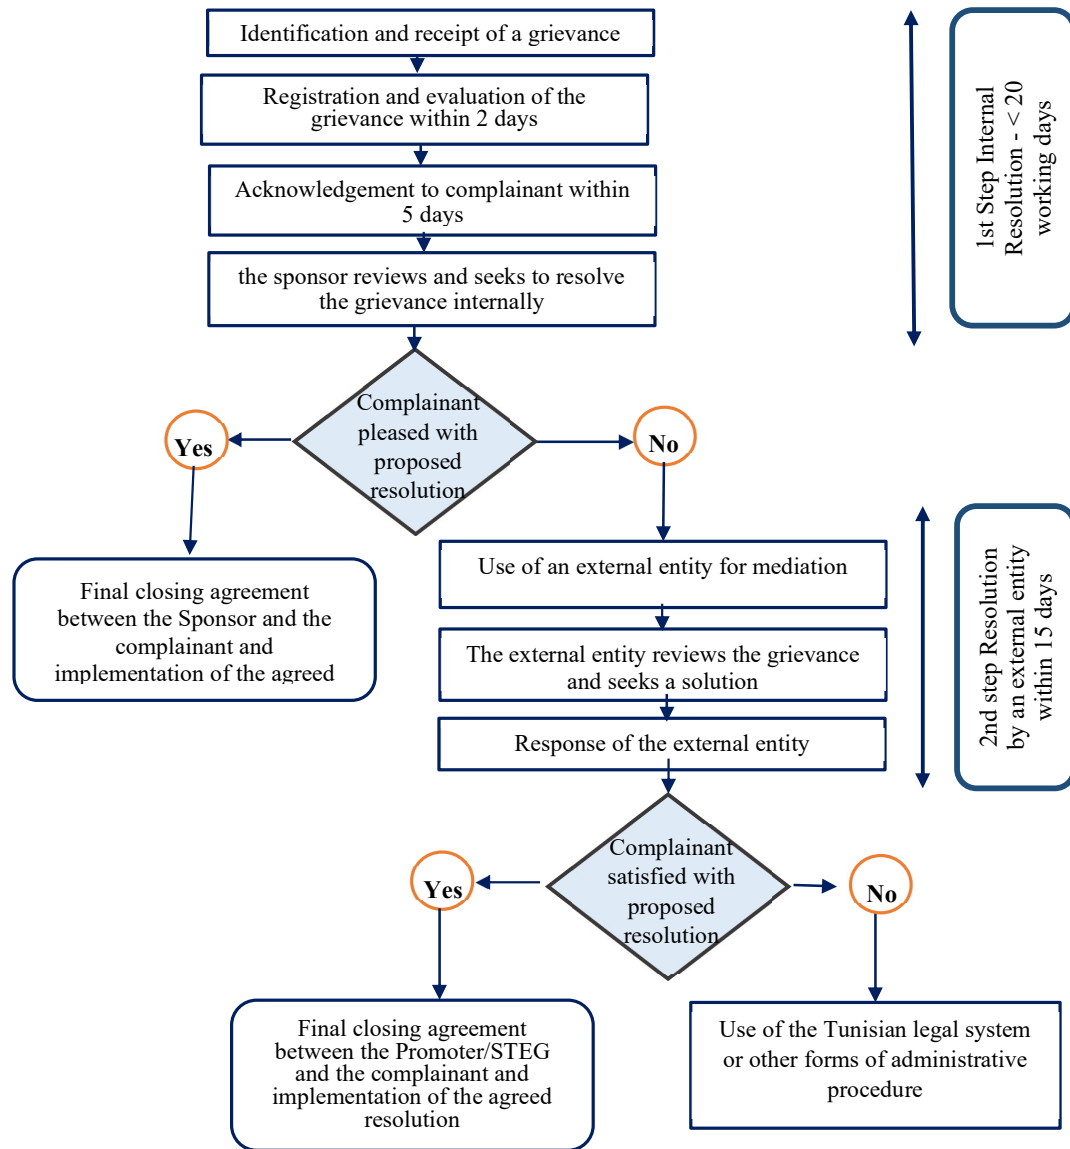 Identification and receipt of a grievance
Registration and evaluation of the
grievance within 2 days
Acknowledgement to complainant within
5 days
the sponsor reviews and seeks to resolve
the grievance internally
1st Step Internal
Resolution - < 20
working days
Complainant
pleased with
proposed
resolution
Yes
No
Final closing agreement
between the Sponsor and the
complainant and
implementation of the agreed
Use of an external entity for mediation
The external entity reviews the grievance
and seeks a solution
Response of the external entity
2nd step Resolution
by an external entity
within 15 days
Complainant
satisfied with
proposed
resolution
Yes
No
Final closing agreement
between the Promoter/STEG
and the complainant and
implementation of the agreed
resolution
Use of the Tunisian legal system
or other forms of administrative
procedure